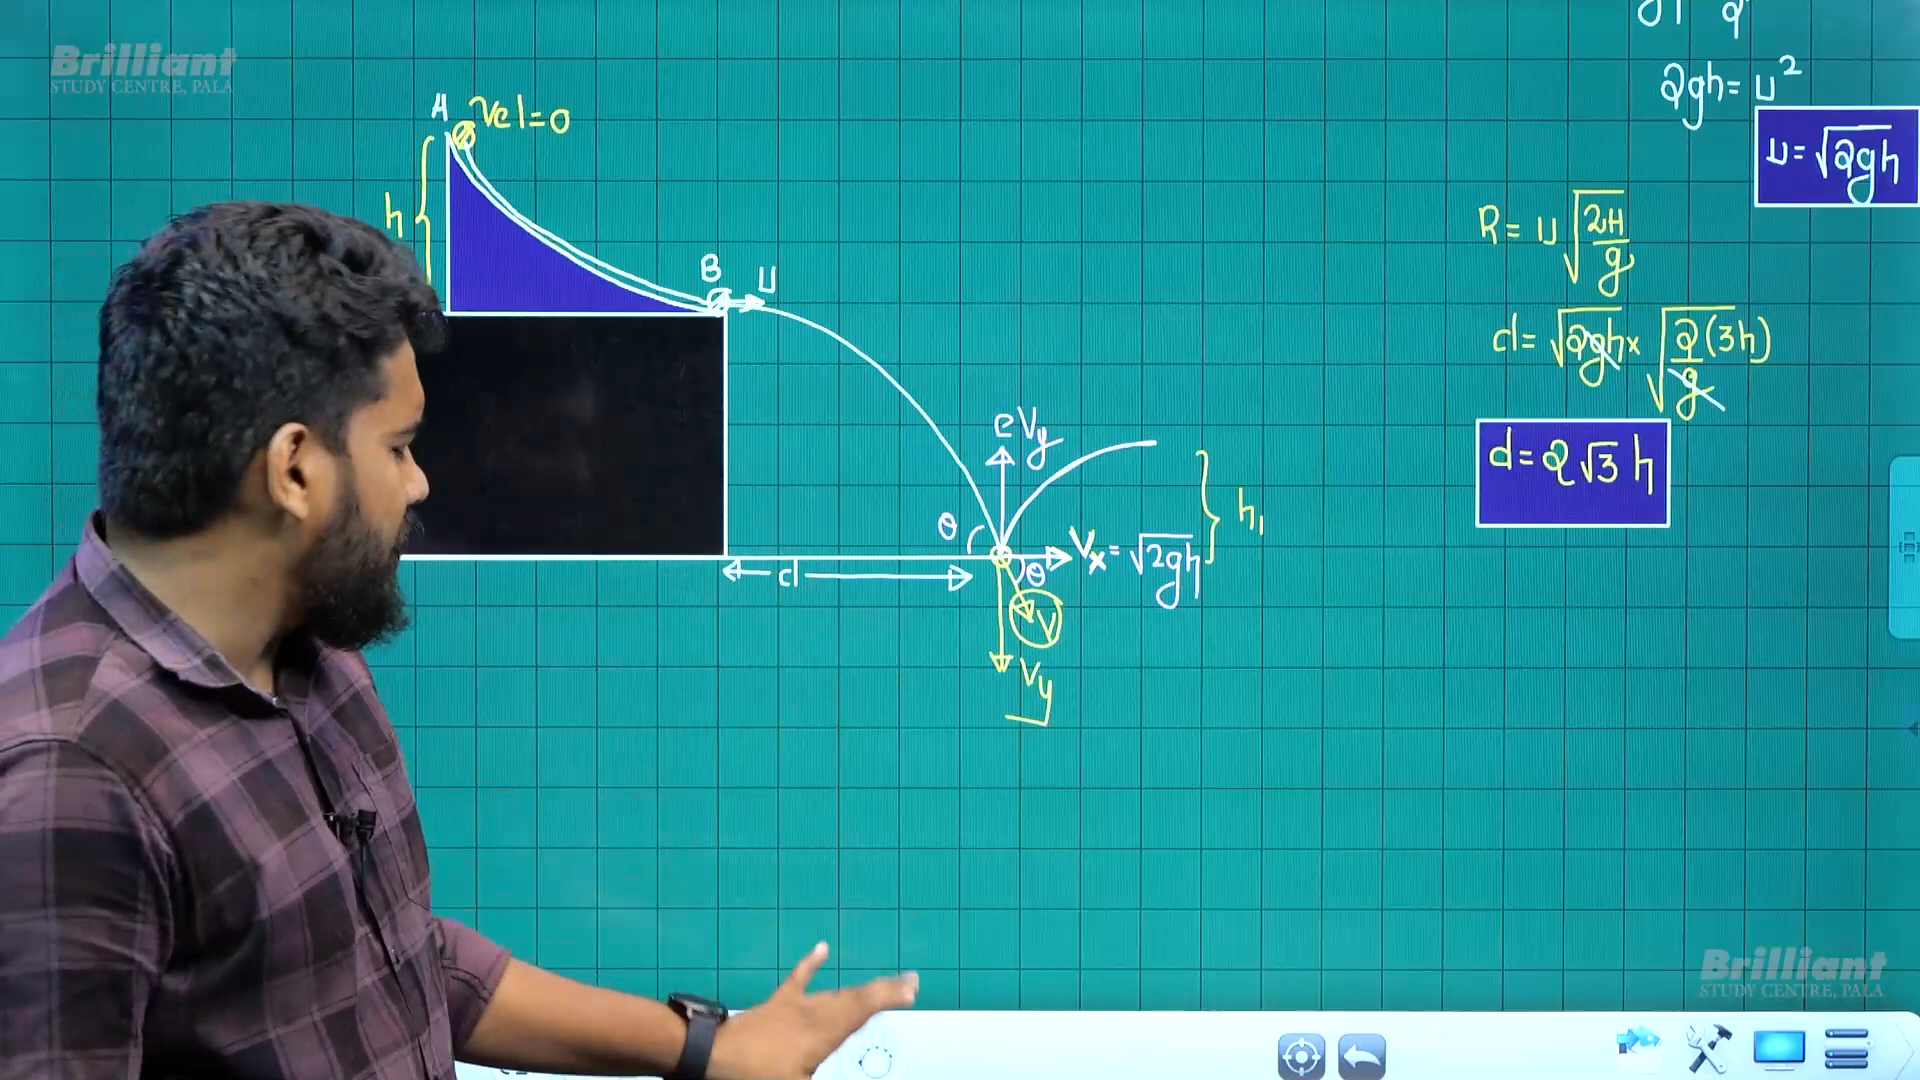 Brilliant
STUDY CENTRE, PALA
A
Vel=0
h
B
u
eVy
θ
Vx = √2gh
h₁
θ
V
Vy
d
2gh = u²
u = √2gh
R = u √2H/g
d = √2gh × √2(3h)/g
d = 2√3 h
Brilliant
STUDY CENTRE, PALA